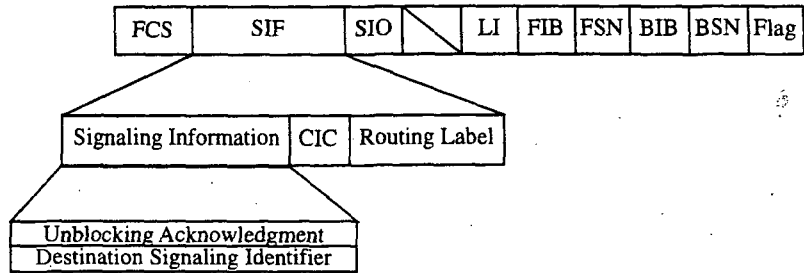 FCS SIF SIO LI FIB FSN BIB BSN Flag
Signaling Information CIC Routing Label
Unblocking Acknowledgment
Destination Signaling Identifier